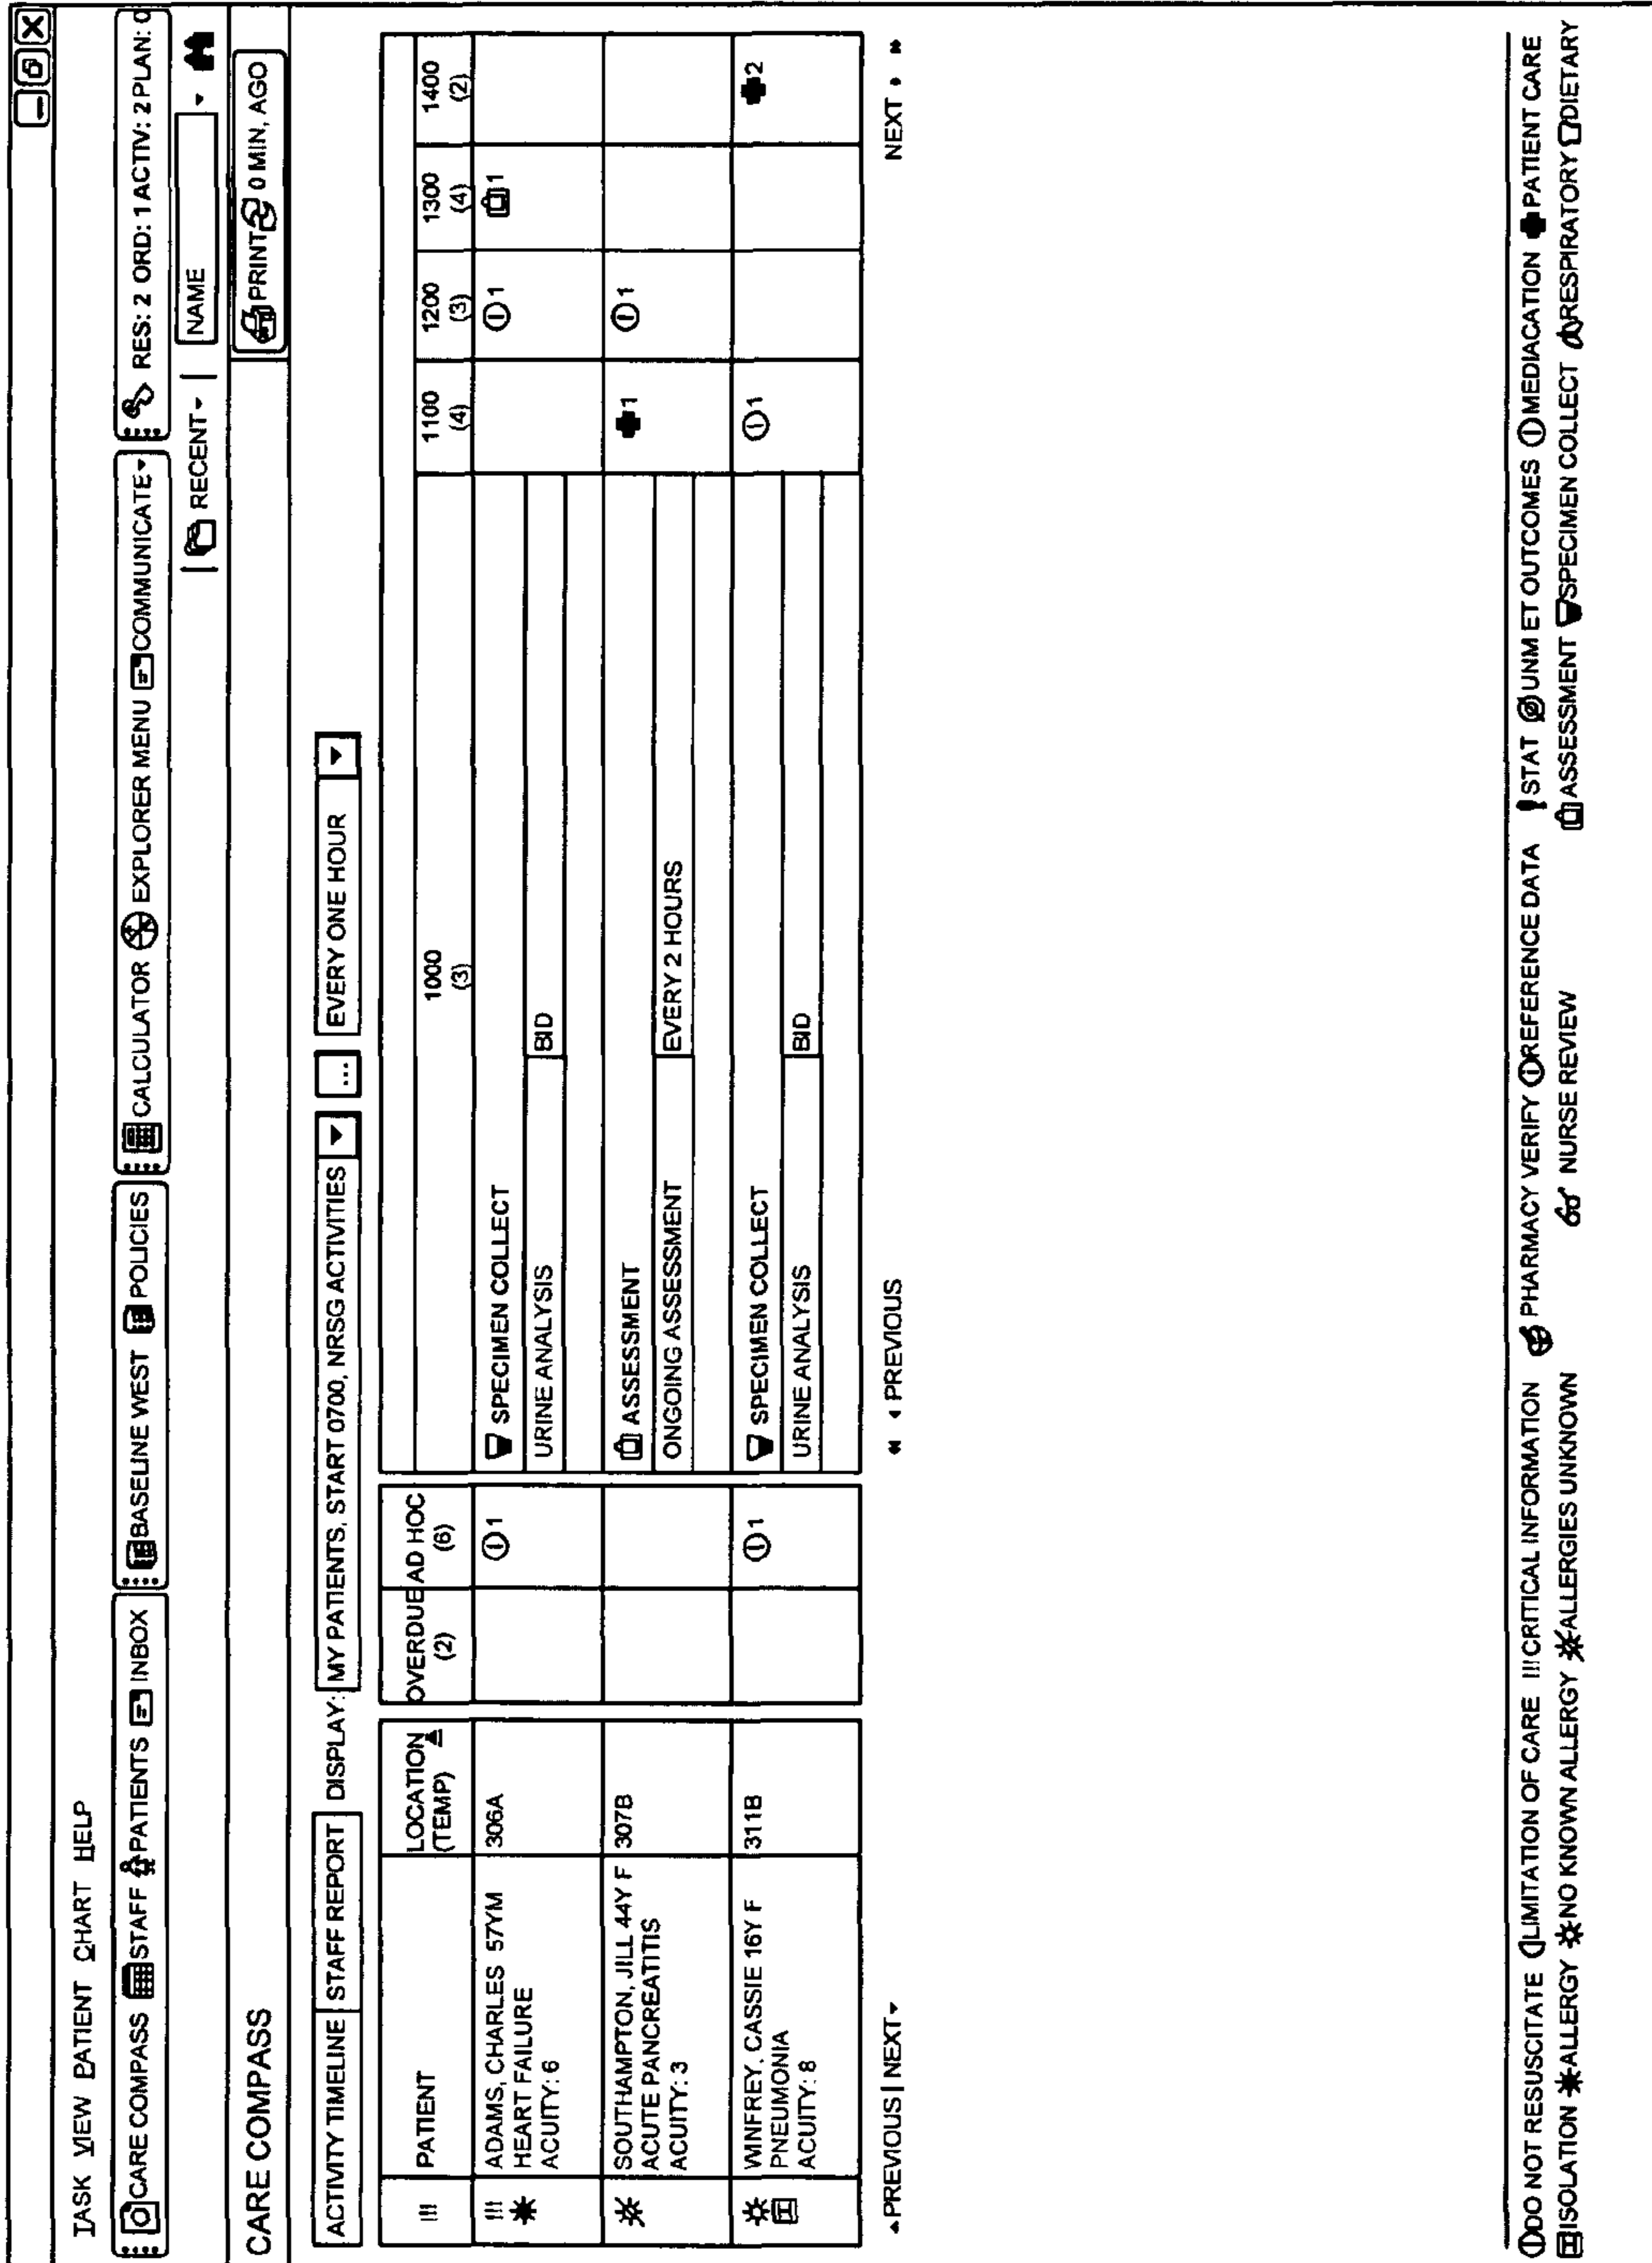 TASK VIEW PATIENT CHART HELP
CARE COMPASS STAFF PATIENTS INBOX BASELINE WEST POLICIES CALCULATOR EXPLORER MENU COMMUNICATE RES: 2 ORD: 1 ACTIV: 2 PLAN: 0
RECENT NAME
CARE COMPASS PRINT 0 MIN, AGO
ACTIVITY TIMELINE STAFF REPORT DISPLAY: MY PATIENTS, START 0700, NRSG ACTIVITIES ... EVERY ONE HOUR
!!! PATIENT LOCATION OVERDUE AD HOC 1000 1100 1200 1300 1400
(TEMP) (2) (6) (3) (4) (3) (4) (2)
!!! ADAMS, CHARLES 57YM 306A 1 SPECIMEN COLLECT 1 1
HEART FAILURE URINE ANALYSIS BID
ACUITY: 6
SOUTHAMPTON, JILL 44Y F 307B ASSESSMENT 1 1
ACUTE PANCREATITIS ONGOING ASSESSMENT EVERY 2 HOURS
ACUITY: 3
WINFREY, CASSIE 16Y F 311B 1 SPECIMEN COLLECT 1 2
PNEUMONIA URINE ANALYSIS BID
ACUITY: 8
PREVIOUS | NEXT PREVIOUS NEXT
DO NOT RESUSCITATE LIMITATION OF CARE !!! CRITICAL INFORMATION PHARMACY VERIFY REFERENCE DATA STAT UNM ET OUTCOMES MEDIACATION PATIENT CARE
ISOLATION ALLERGY NO KNOWN ALLERGY ALLERGIES UNKNOWN NURSE REVIEW ASSESSMENT SPECIMEN COLLECT RESPIRATORY DIETARY